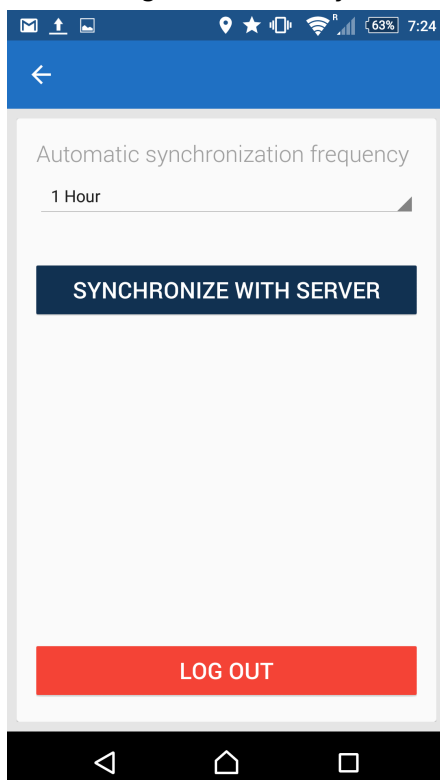 R
63% 7:24
Automatic synchronization frequency
1 Hour
SYNCHRONIZE WITH SERVER
LOG OUT